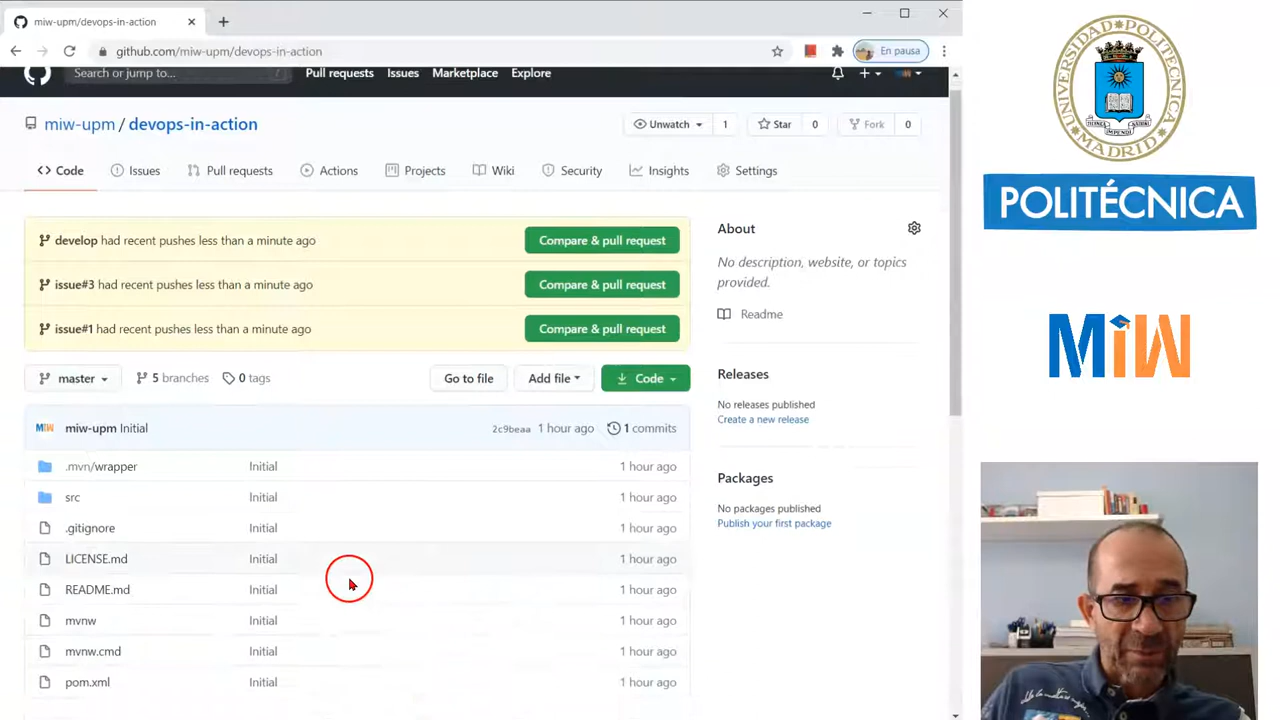 miw-upm/devops-in-action
github.com/miw-upm/devops-in-action
En pausa
Search or jump to...
Pull requests
Issues
Marketplace
Explore
miw-upm / devops-in-action
Unwatch
1
Star
0
Fork
0
Code
Issues
Pull requests
Actions
Projects
Wiki
Security
Insights
Settings
develop had recent pushes less than a minute ago
Compare & pull request
issue#3 had recent pushes less than a minute ago
Compare & pull request
issue#1 had recent pushes less than a minute ago
Compare & pull request
master
5 branches
0 tags
Go to file
Add file
Code
miw-upm Initial
2c9beaa 1 hour ago
1 commits
.mvn/wrapper Initial 1 hour ago
src Initial 1 hour ago
.gitignore Initial 1 hour ago
LICENSE.md Initial 1 hour ago
README.md Initial 1 hour ago
mvnw Initial 1 hour ago
mvnw.cmd Initial 1 hour ago
pom.xml Initial 1 hour ago
About
No description, website, or topics
provided.
Readme
Releases
No releases published
Create a new release
Packages
No packages published
Publish your first package
UNIVERSIDAD POLITECNICA
MADRID
POLITÉCNICA
MiW